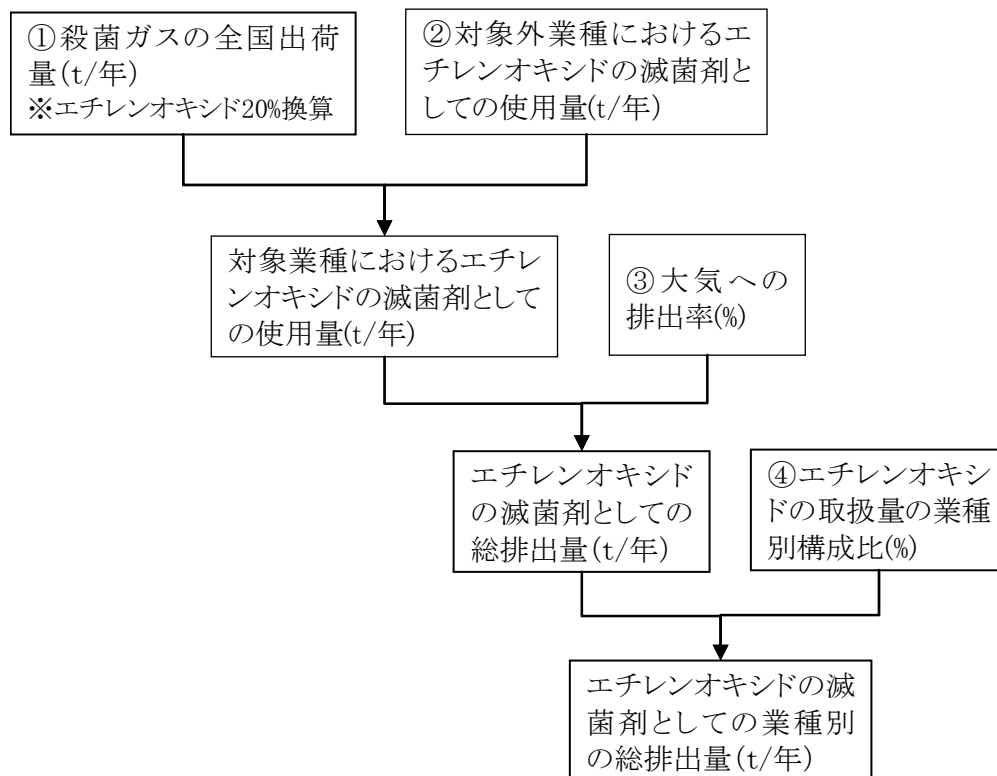 ①殺菌ガスの全国出荷
量(t/年)
※エチレンオキシド20%換算
②対象外業種におけるエ
チレンオキシドの滅菌剤と
しての使用量(t/年)
対象業種におけるエチレ
ンオキシドの滅菌剤として
の使用量(t/年)
③大気への
排出率(%)
エチレンオキシド
の滅菌剤としての
総排出量(t/年)
④エチレンオキシ
ドの取扱量の業種
別構成比(%)
エチレンオキシドの滅
菌剤としての業種別
の総排出量(t/年)